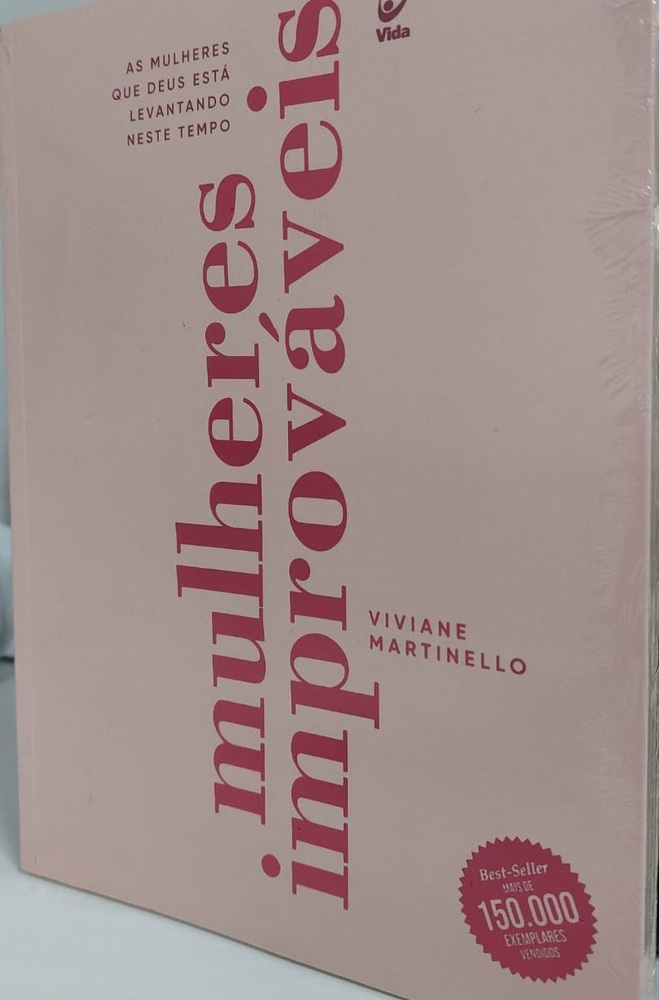 AS MULHERES
QUE DEUS ESTÁ
LEVANTANDO
NESTE TEMPO
Vida
mulheres
improváveis
VIVIANE
MARTINELLO
Best-Seller
MAIS DE
150.000
EXEMPLARES
VENDIDOS